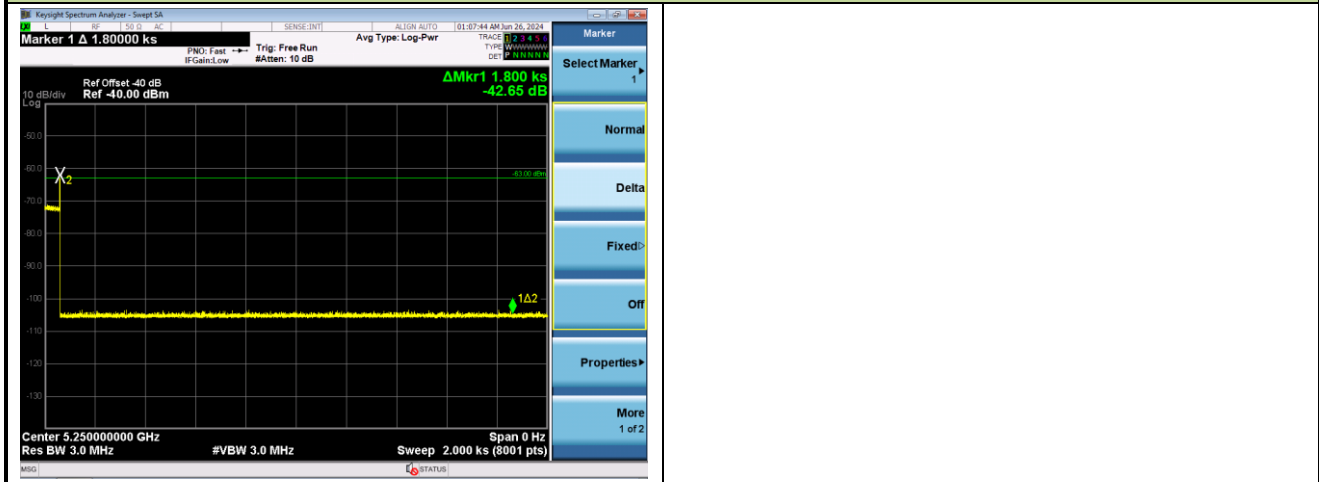 Keysight Spectrum Analyzer - Swept SA
L RF 50 Ω AC SENSE:INT ALIGN AUTO 01:07:44 AM Jun 26, 2024
Marker 1 Δ 1.80000 ks
PNO: Fast
IFGain:Low
Trig: Free Run
#Atten: 10 dB
Avg Type: Log-Pwr
TRACE 1 2 3 4 5 6
TYPE WWWWWW
DET P N N N N N
ΔMkr1 1.800 ks
-42.65 dB
Ref Offset -40 dB
10 dB/div Ref -40.00 dBm
Log
-50.0
-60.0
-63.00 dBm
2
-70.0
-80.0
-90.0
-100
1Δ2
-110
-120
-130
Center 5.250000000 GHz Span 0 Hz
Res BW 3.0 MHz #VBW 3.0 MHz Sweep 2.000 ks (8001 pts)
MSG STATUS
Marker
Select Marker
1
Normal
Delta
Fixed
Off
Properties
More
1 of 2